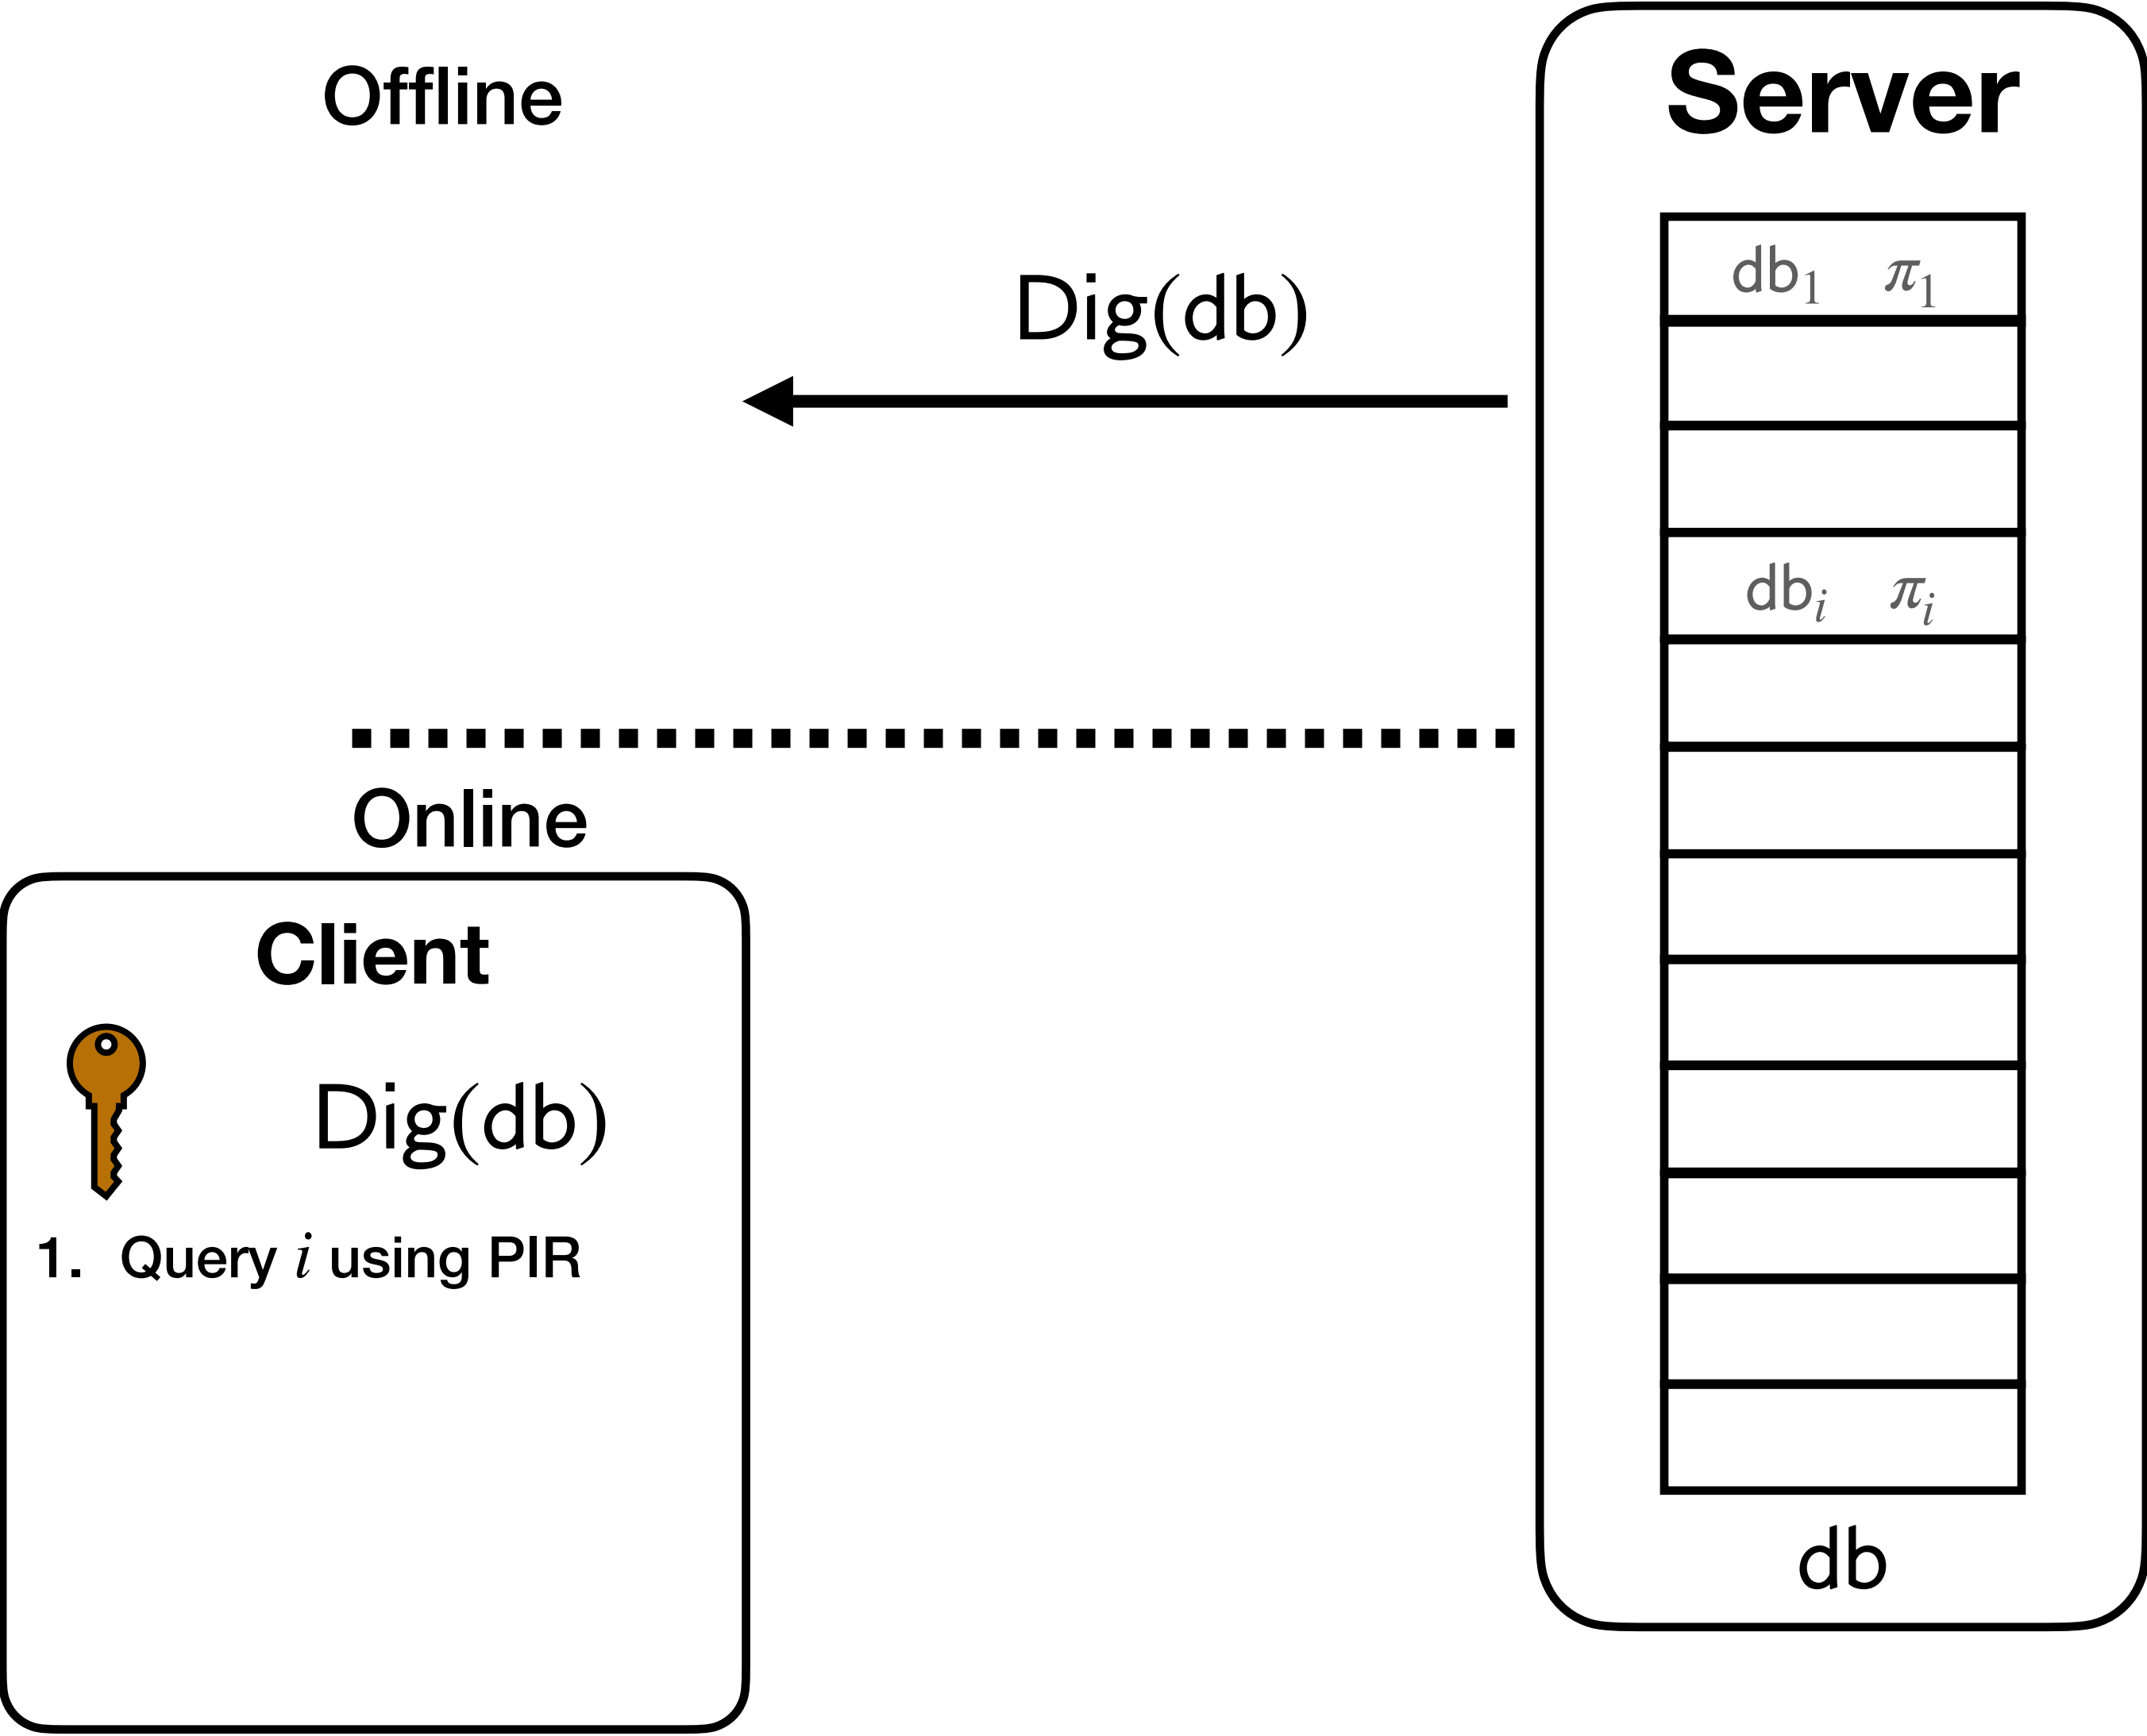 Offline
Server
Dig(db)
db₁ π₁
dbᵢ πᵢ
Online
Client
Dig(db)
1. Query i using PIR
db